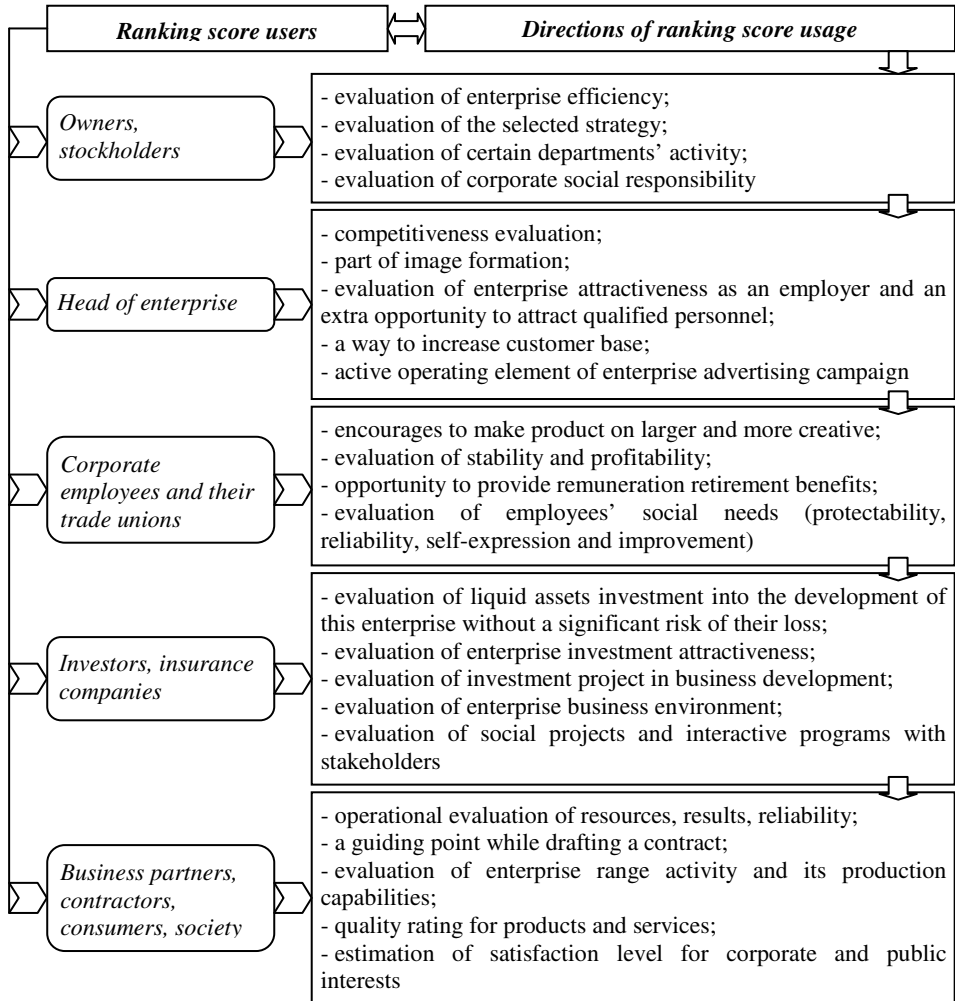 Ranking score users
Directions of ranking score usage
Owners,
stockholders
- evaluation of enterprise efficiency;
- evaluation of the selected strategy;
- evaluation of certain departments’ activity;
- evaluation of corporate social responsibility
Head of enterprise
- competitiveness evaluation;
- part of image formation;
- evaluation of enterprise attractiveness as an employer and an
extra opportunity to attract qualified personnel;
- a way to increase customer base;
- active operating element of enterprise advertising campaign
Corporate
employees and their
trade unions
- encourages to make product on larger and more creative;
- evaluation of stability and profitability;
- opportunity to provide remuneration retirement benefits;
- evaluation of employees’ social needs (protectability,
reliability, self-expression and improvement)
Investors, insurance
companies
- evaluation of liquid assets investment into the development of
this enterprise without a significant risk of their loss;
- evaluation of enterprise investment attractiveness;
- evaluation of investment project in business development;
- evaluation of enterprise business environment;
- evaluation of social projects and interactive programs with
stakeholders
Business partners,
contractors,
consumers, society
- operational evaluation of resources, results, reliability;
- a guiding point while drafting a contract;
- evaluation of enterprise range activity and its production
capabilities;
- quality rating for products and services;
- estimation of satisfaction level for corporate and public
interests